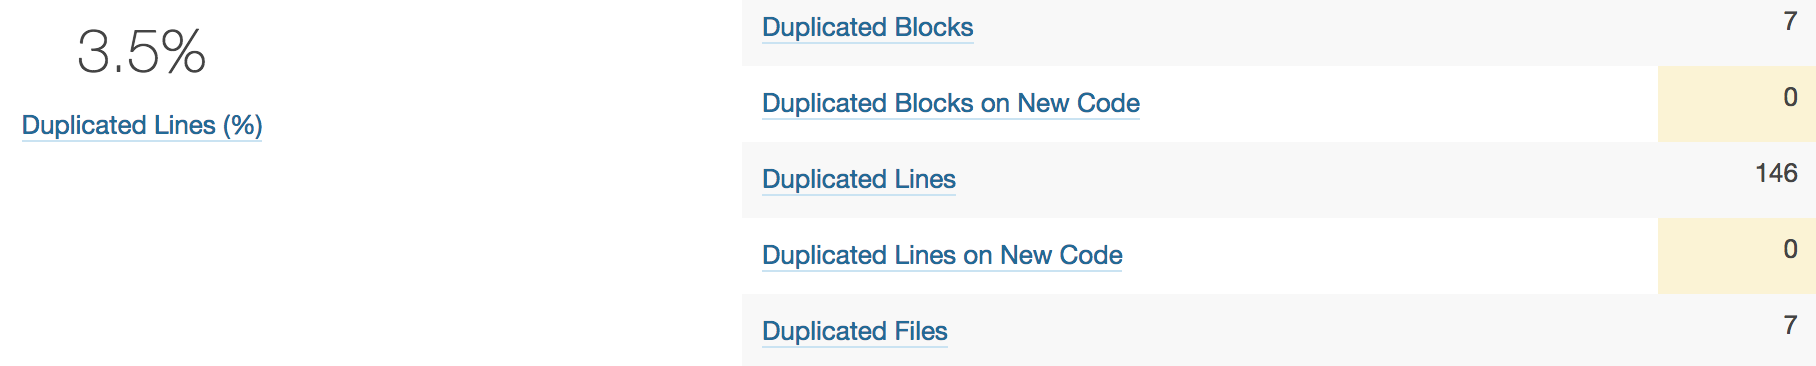 3.5%
Duplicated Lines (%)
Duplicated Blocks 7
Duplicated Blocks on New Code 0
Duplicated Lines 146
Duplicated Lines on New Code 0
Duplicated Files 7